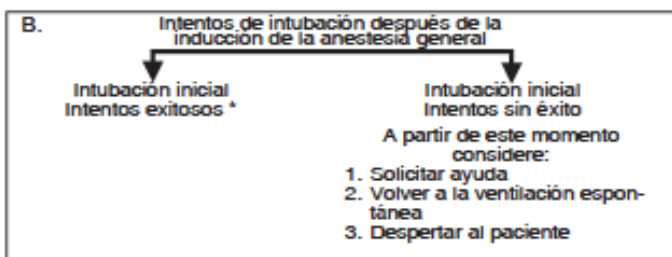 B. Intentos de intubación después de la
inducción de la anestesia general
Intubación inicial
Intentos exitosos *
Intubación inicial
Intentos sin éxito
A partir de este momento
considere:
1. Solicitar ayuda
2. Volver a la ventilación espon-
tánea
3. Despertar al paciente